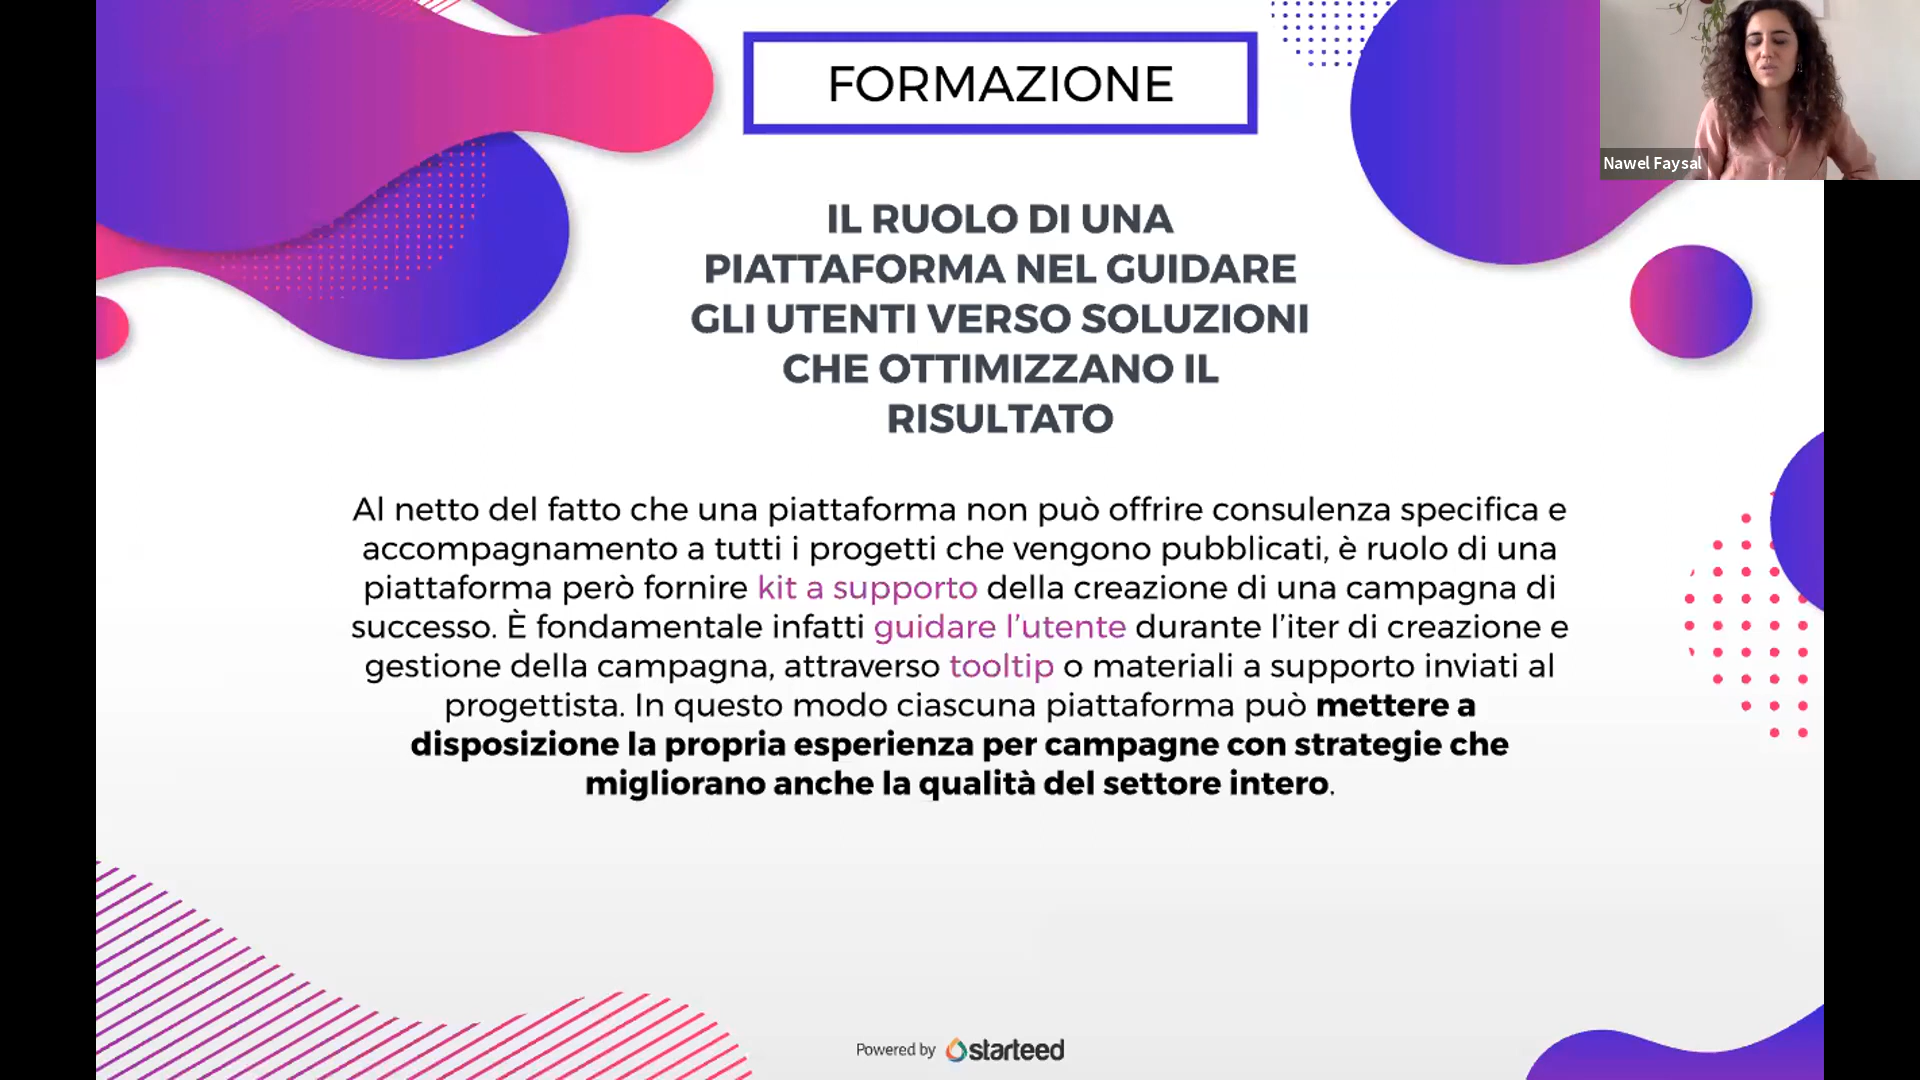 FORMAZIONE
Nawel Faysal
IL RUOLO DI UNA
PIATTAFORMA NEL GUIDARE
GLI UTENTI VERSO SOLUZIONI
CHE OTTIMIZZANO IL
RISULTATO
Al netto del fatto che una piattaforma non può offrire consulenza specifica e
accompagnamento a tutti i progetti che vengono pubblicati, è ruolo di una
piattaforma però fornire kit a supporto della creazione di una campagna di
successo. È fondamentale infatti guidare l’utente durante l’iter di creazione e
gestione della campagna, attraverso tooltip o materiali a supporto inviati al
progettista. In questo modo ciascuna piattaforma può mettere a
disposizione la propria esperienza per campagne con strategie che
migliorano anche la qualità del settore intero.
Powered by starteed